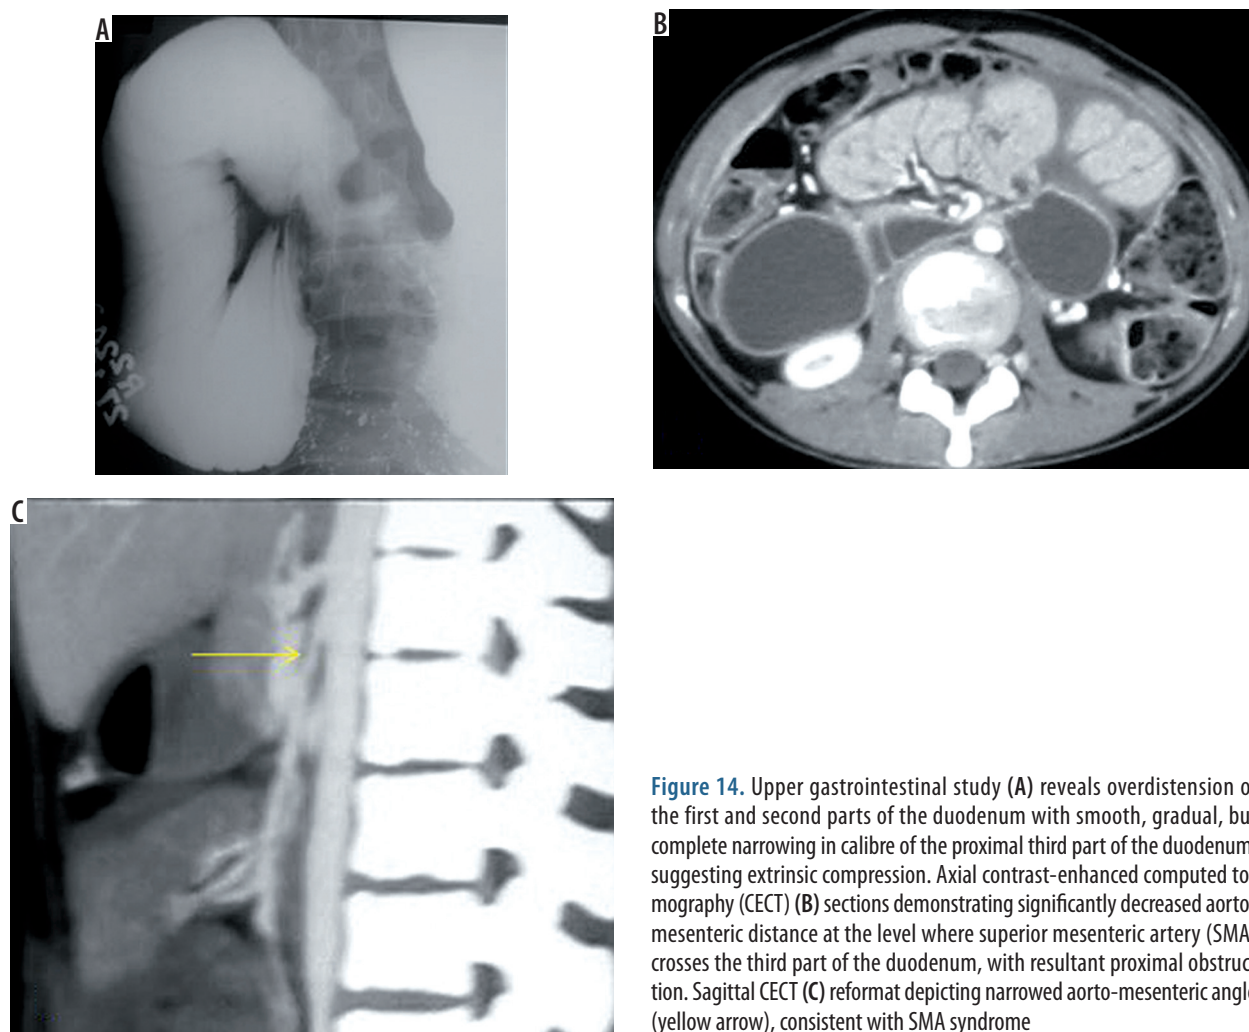 A
B
C
Figure 14. Upper gastrointestinal study (A) reveals overdistension o
the first and second parts of the duodenum with smooth, gradual, bu
complete narrowing in calibre of the proximal third part of the duodenum
suggesting extrinsic compression. Axial contrast-enhanced computed to
mography (CECT) (B) sections demonstrating significantly decreased aorto
mesenteric distance at the level where superior mesenteric artery (SMA
crosses the third part of the duodenum, with resultant proximal obstruc
tion. Sagittal CECT (C) reformat depicting narrowed aorto-mesenteric angle
(yellow arrow), consistent with SMA syndrome